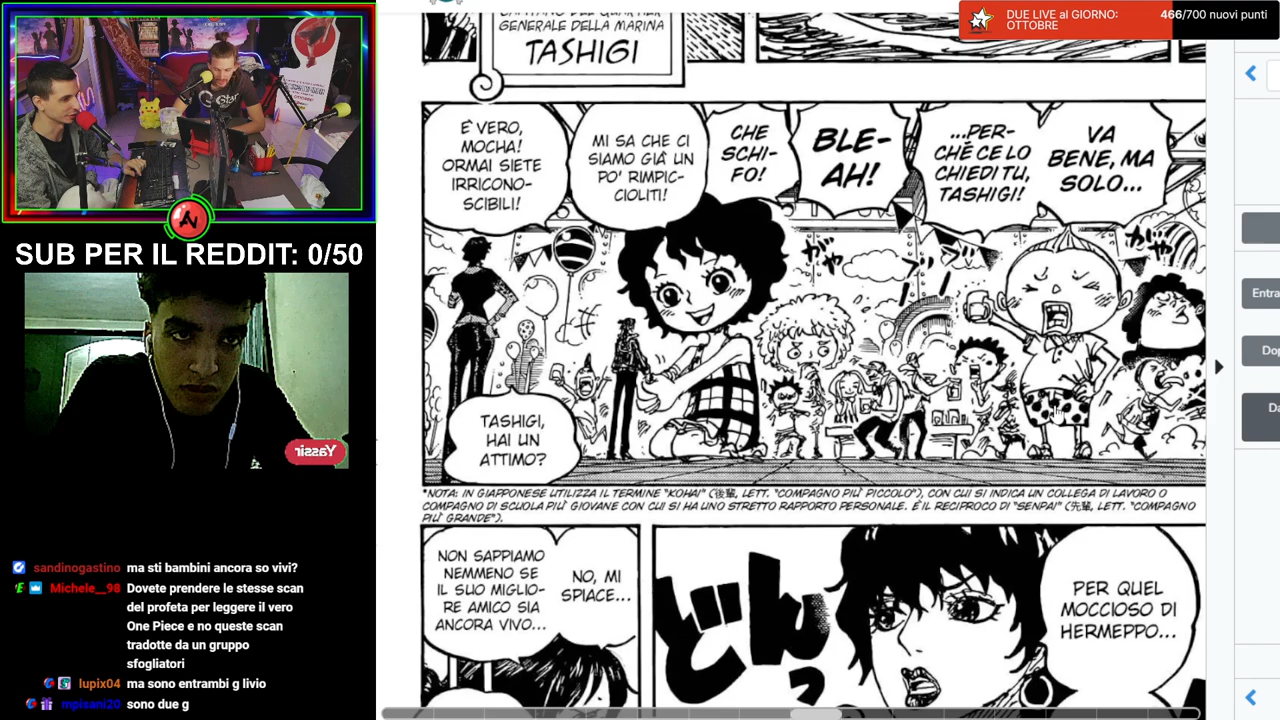 DUE LIVE al GIORNO:
OTTOBRE
466/700 nuovi punti
GENERALE DELLA MARINA
TASHIGI
È VERO,
MOCHA!
ORMAI SIETE
IRRICONO-
SCIBILI!
MI SA CHE CI
SIAMO GIÀ UN
PO' RIMPIC-
CIOLITI!
CHE
SCHI-
FO!
BLE-
AH!
...PER-
CHÉ CE LO
CHIEDI TU,
TASHIGI!
VA
BENE, MA
SOLO...
TASHIGI,
HAI UN
ATTIMO?
*NOTA: IN GIAPPONESE UTILIZZA IL TERMINE "KOHAI" (後輩, LETT. "COMPAGNO PIÙ PICCOLO"), CON CUI SI INDICA UN COLLEGA DI LAVORO O
COMPAGNO DI SCUOLA PIÙ GIOVANE CON CUI SI HA UNO STRETTO RAPPORTO PERSONALE. È IL RECIPROCO DI "SENPAI" (先輩, LETT. "COMPAGNO
PIÙ GRANDE").
NON SAPPIAMO
NEMMENO SE
IL SUO MIGLIO-
RE AMICO SIA
ANCORA VIVO...
NO, MI
SPIACE...
どんっ
PER QUEL
MOCCIOSO DI
HERMEPPO...
SUB PER IL REDDIT: 0/50
Yassir
sandinogastino ma sti bambini ancora so vivi?
Michele__98 Dovete prendere le stesse scan
del profeta per leggere il vero
One Piece e no queste scan
tradotte da un gruppo
sfogliatori
lupix04 ma sono entrambi g livio
mpisani20 sono due g
Entra
Dop
Da